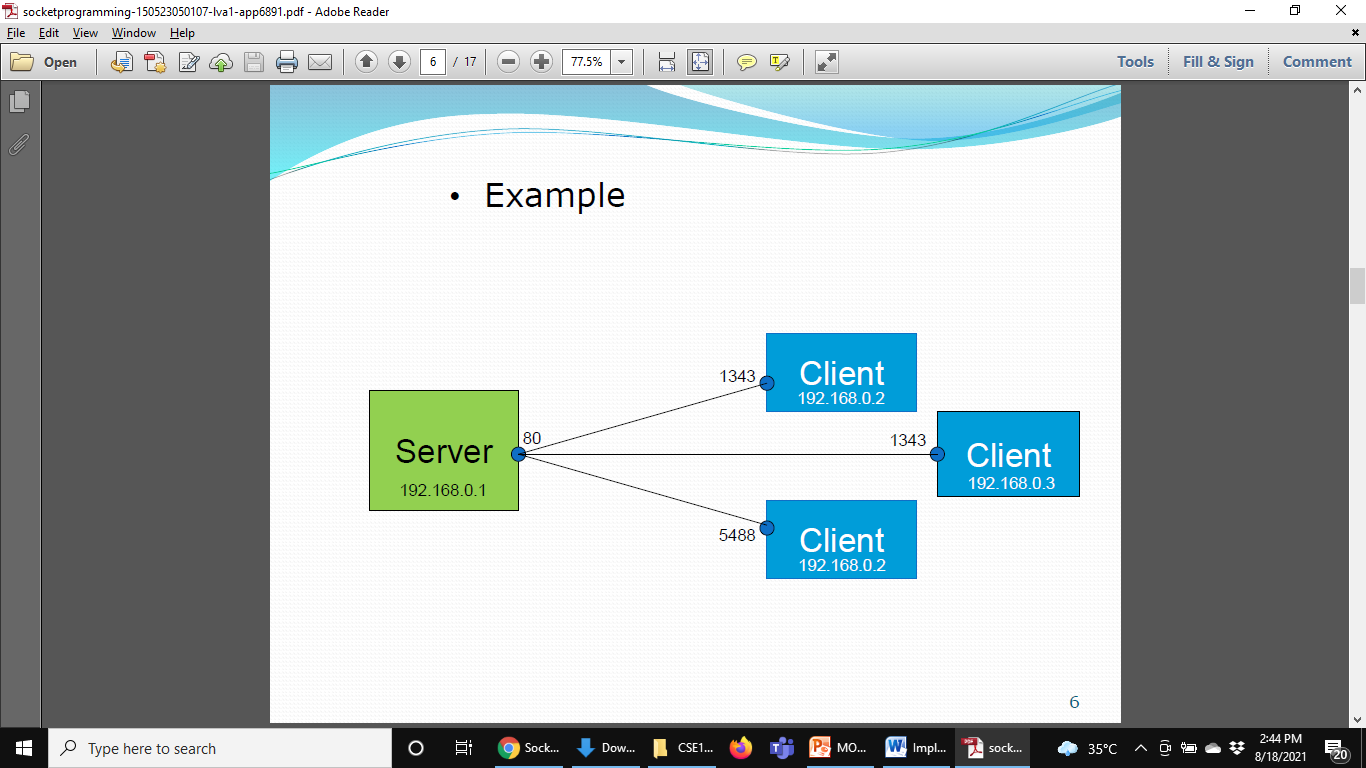 socketprogramming-150523050107-lva1-app6891.pdf - Adobe Reader
File Edit View Window Help
Open 6 / 17 77.5% Tools Fill & Sign Comment
• Example
Client
192.168.0.2
1343
Server
192.168.0.1
80
1343
Client
192.168.0.3
5488
Client
192.168.0.2
6
Type here to search
Sock...
Dow...
CSE1...
MO...
Impl...
sock...
35°C
2:44 PM
8/18/2021
20